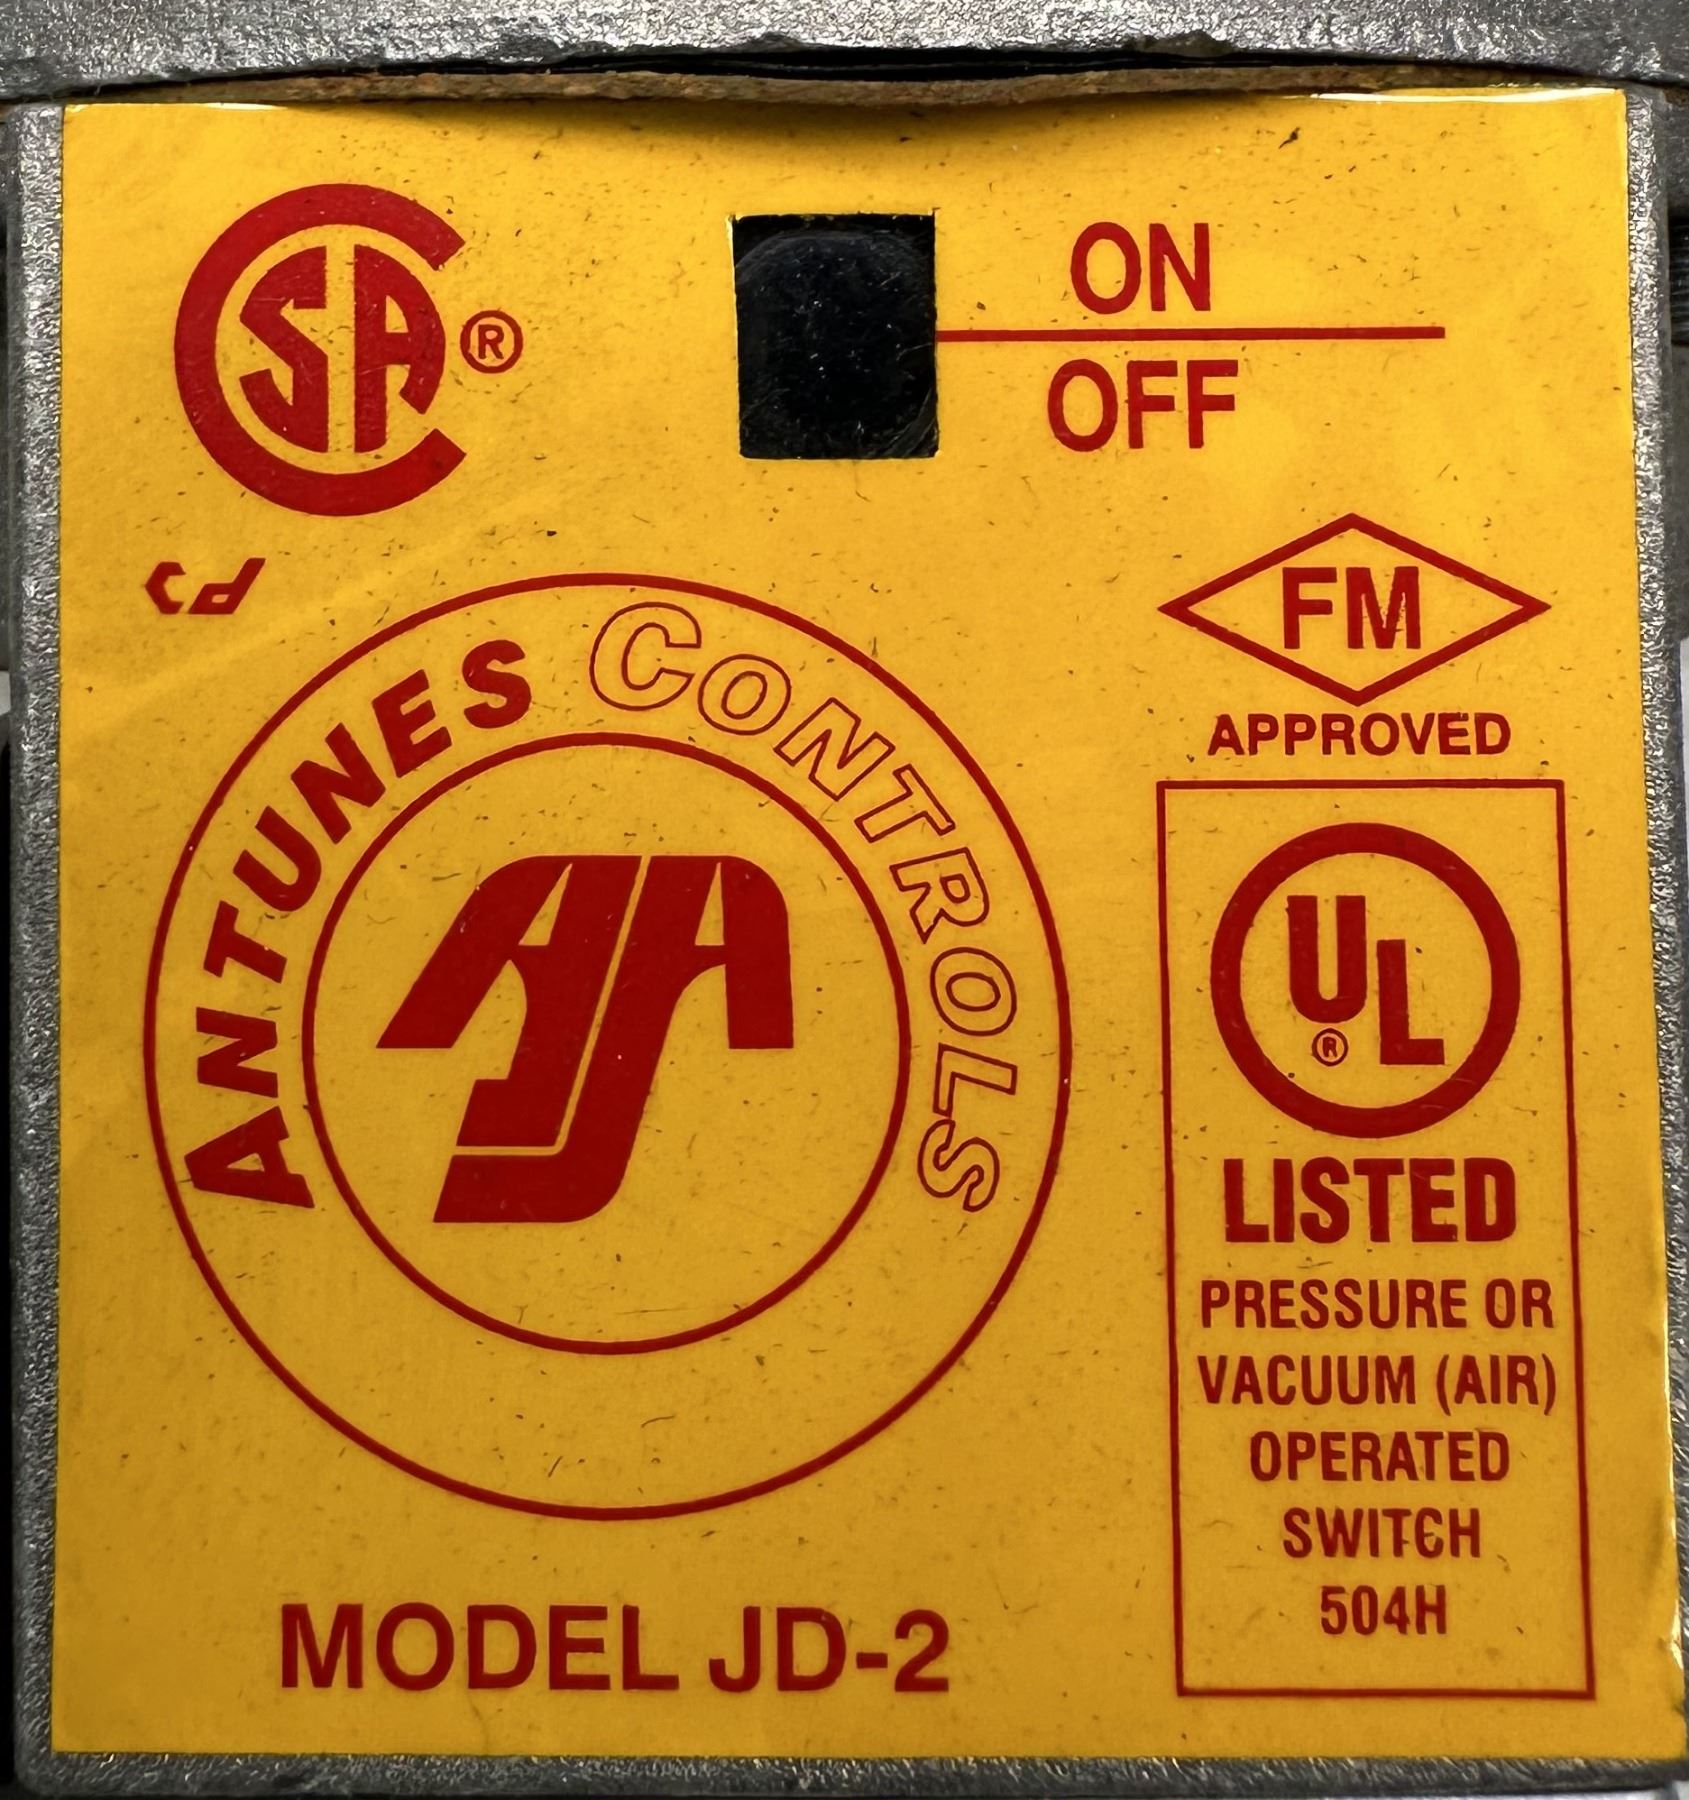 CSA®
ON
OFF
FM
APPROVED
ANTUNES CONTROLS
AJA
UL®
LISTED
PRESSURE OR
VACUUM (AIR)
OPERATED
SWITCH
504H
MODEL JD-2